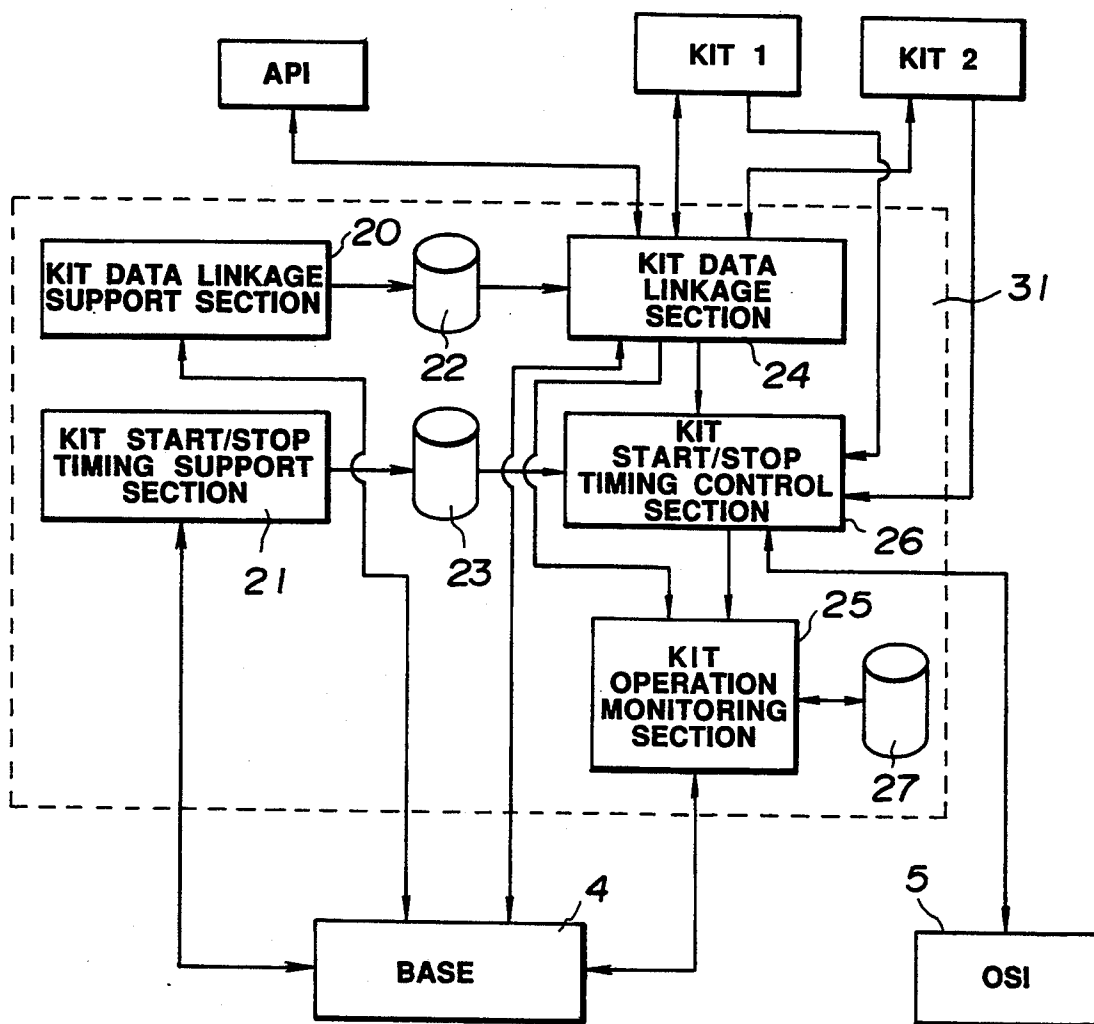 API
KIT 1
KIT 2
20
KIT DATA LINKAGE
SUPPORT SECTION
22
KIT DATA
LINKAGE
SECTION
24
31
KIT START/STOP
TIMING SUPPORT
SECTION
21
23
KIT
START/STOP
TIMING CONTROL
SECTION
26
25
KIT
OPERATION
MONITORING
SECTION
27
4
BASE
5
OSI